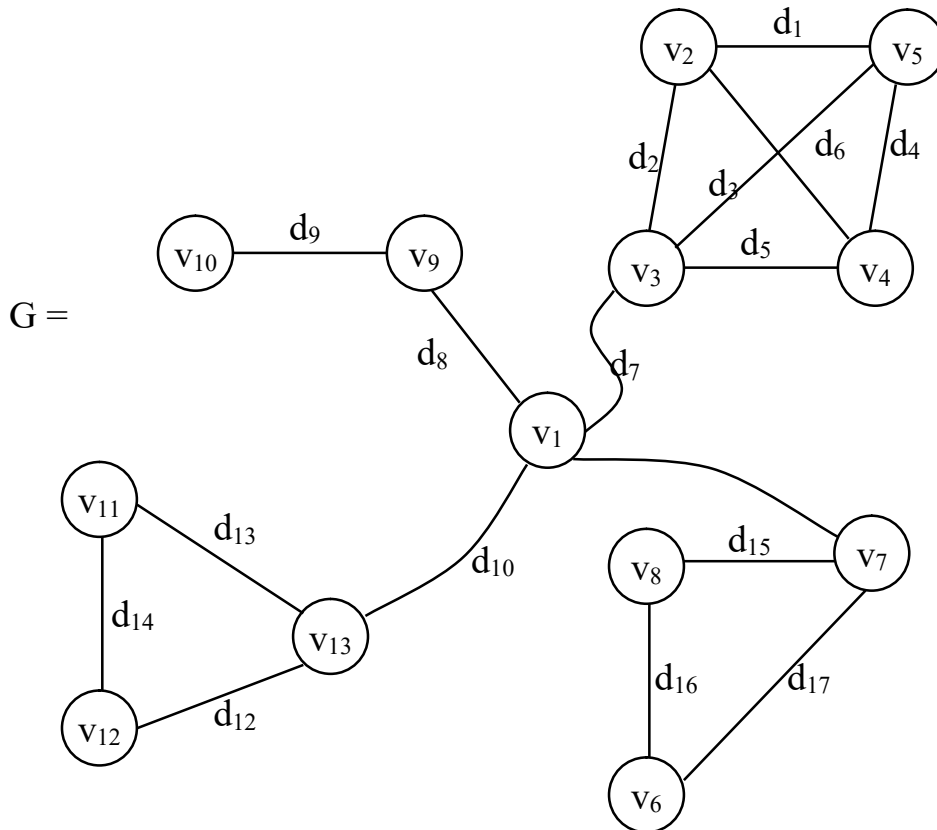 d₁
v₂
v₅
d₂
d₃
d₆
d₄
v₃
d₅
v₄
v₁₀
d₉
v₉
G =
d₈
d₇
v₁
v₁₁
d₁₃
d₁₀
d₁₄
v₁₃
v₁₂
d₁₂
v₈
d₁₅
v₇
d₁₆
d₁₇
v₆